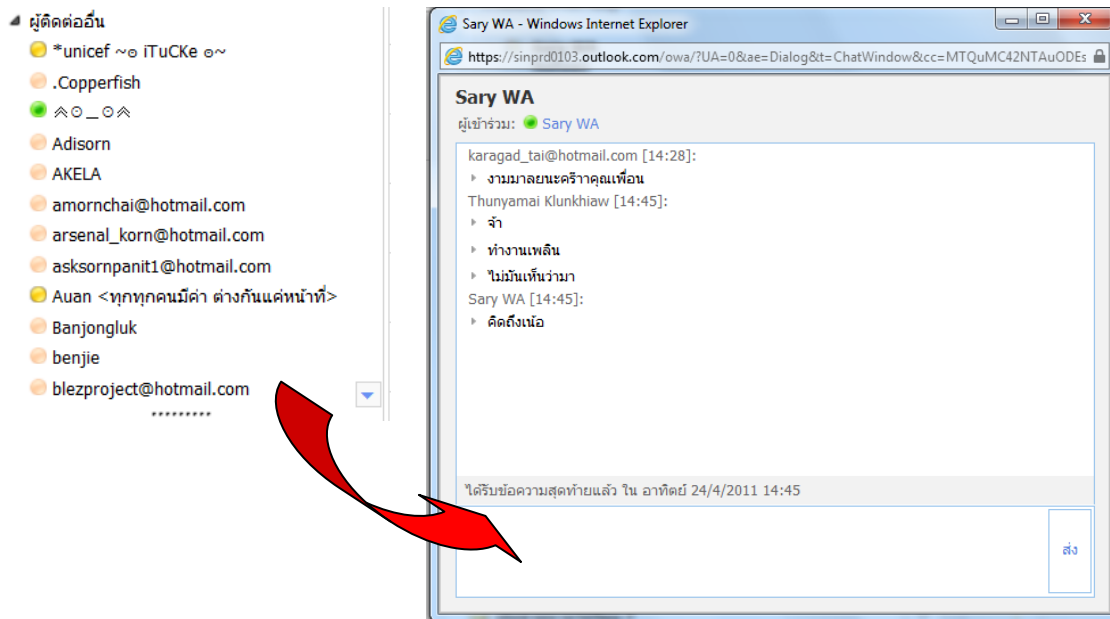 ผู้ติดต่ออื่น
*unicef ~๏ iTuCKe ๏~
.Copperfish
^⊙_⊙^
Adisorn
AKELA
amornchai@hotmail.com
arsenal_korn@hotmail.com
asksornpanit1@hotmail.com
Auan <ทุกทุกคนมีค่า ต่างกันแค่หน้าที่>
Banjongluk
benjie
blezproject@hotmail.com
Sary WA - Windows Internet Explorer
https://sinprd0103.outlook.com/owa/?UA=0&ae=Dialog&t=ChatWindow&cc=MTQuMC42NTAuODEs
Sary WA
ผู้เข้าร่วม: Sary WA
karagad_tai@hotmail.com [14:28]:
งามมาลยนะครีาาคุณเพื่อน
Thunyamai Klunkhiaw [14:45]:
จ้า
ทำงานเพลิน
ไม่มันเห็นว่ามา
Sary WA [14:45]:
คิดถึงเน้อ
ได้รับข้อความสุดท้ายแล้ว ใน อาทิตย์ 24/4/2011 14:45
ส่ง